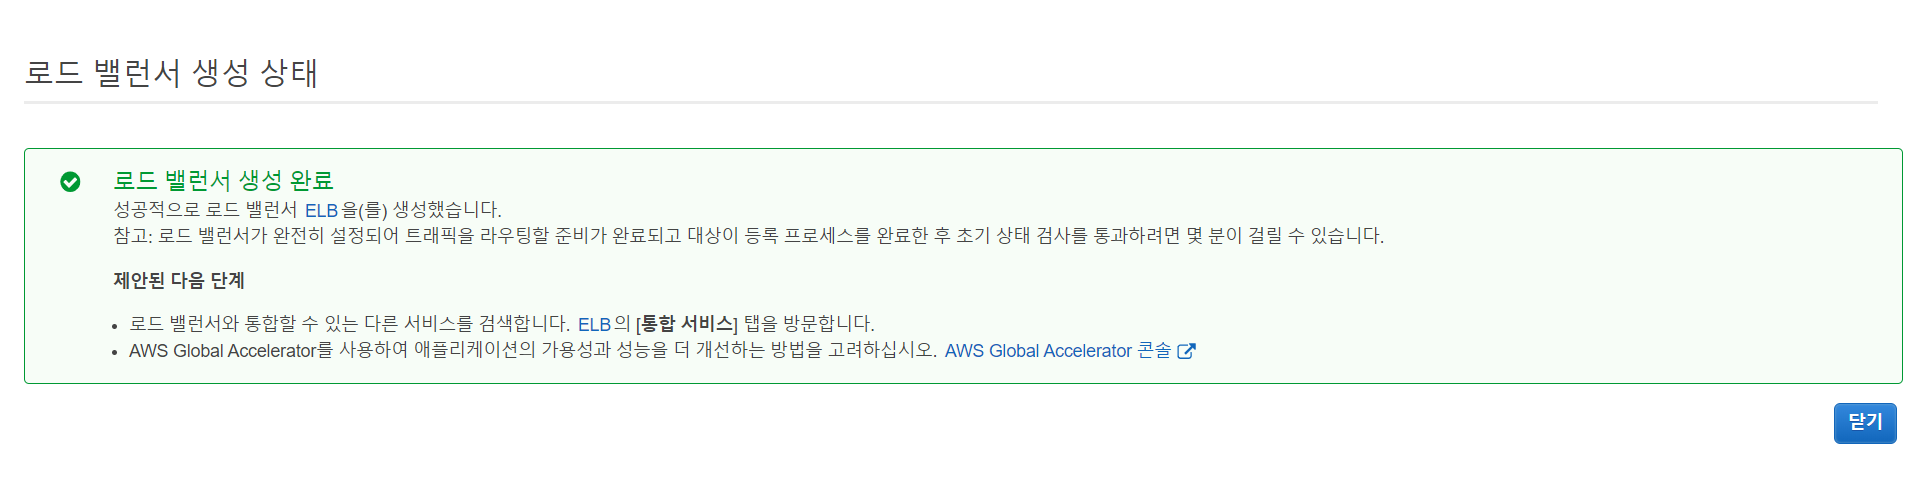 로드 밸런서 생성 상태
로드 밸런서 생성 완료
성공적으로 로드 밸런서 ELB을(를) 생성했습니다.
참고: 로드 밸런서가 완전히 설정되어 트래픽을 라우팅할 준비가 완료되고 대상이 등록 프로세스를 완료한 후 초기 상태 검사를 통과하려면 몇 분이 걸릴 수 있습니다.
제안된 다음 단계
• 로드 밸런서와 통합할 수 있는 다른 서비스를 검색합니다. ELB의 [통합 서비스] 탭을 방문합니다.
• AWS Global Accelerator를 사용하여 애플리케이션의 가용성과 성능을 더 개선하는 방법을 고려하십시오. AWS Global Accelerator 콘솔
닫기